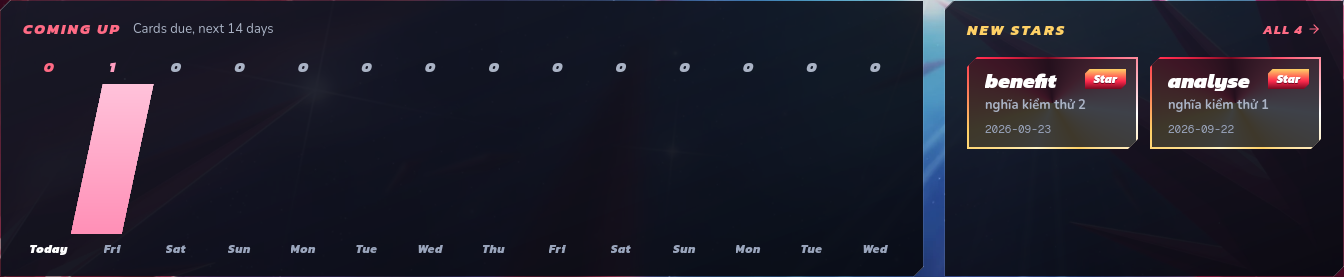 COMING UP Cards due, next 14 days
0 1 0 0 0 0 0 0 0 0 0 0 0 0
Today Fri Sat Sun Mon Tue Wed Thu Fri Sat Sun Mon Tue Wed
NEW STARS ALL 4 →
benefit Star
nghĩa kiểm thử 2
2026-09-23
analyse Star
nghĩa kiểm thử 1
2026-09-22